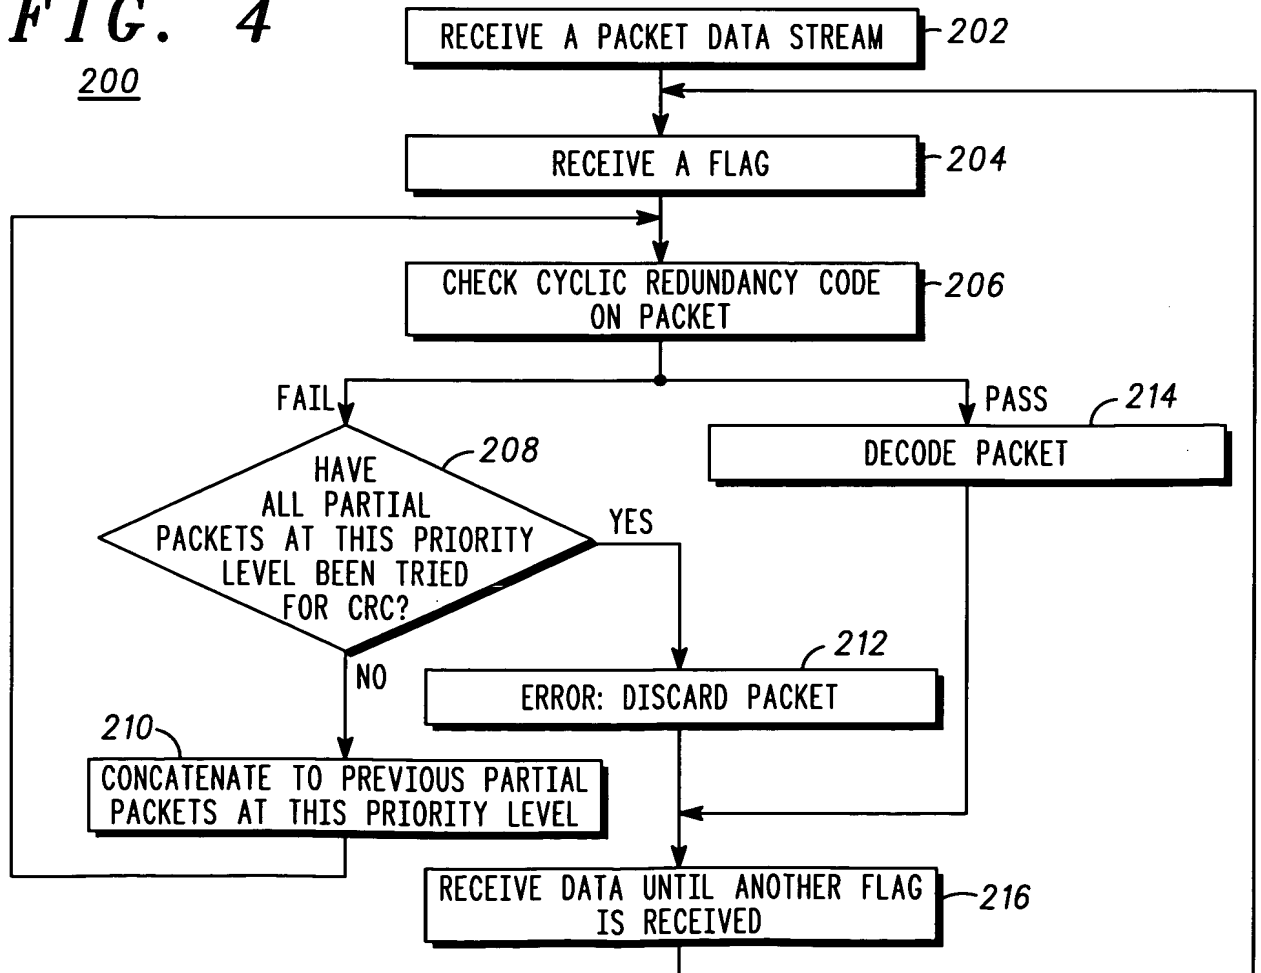 FIG. 4
200
RECEIVE A PACKET DATA STREAM
202
RECEIVE A FLAG
204
CHECK CYCLIC REDUNDANCY CODE
ON PACKET
206
FAIL
PASS
214
DECODE PACKET
208
HAVE
ALL PARTIAL
PACKETS AT THIS PRIORITY
LEVEL BEEN TRIED
FOR CRC?
YES
NO
212
ERROR: DISCARD PACKET
210
CONCATENATE TO PREVIOUS PARTIAL
PACKETS AT THIS PRIORITY LEVEL
RECEIVE DATA UNTIL ANOTHER FLAG
IS RECEIVED
216